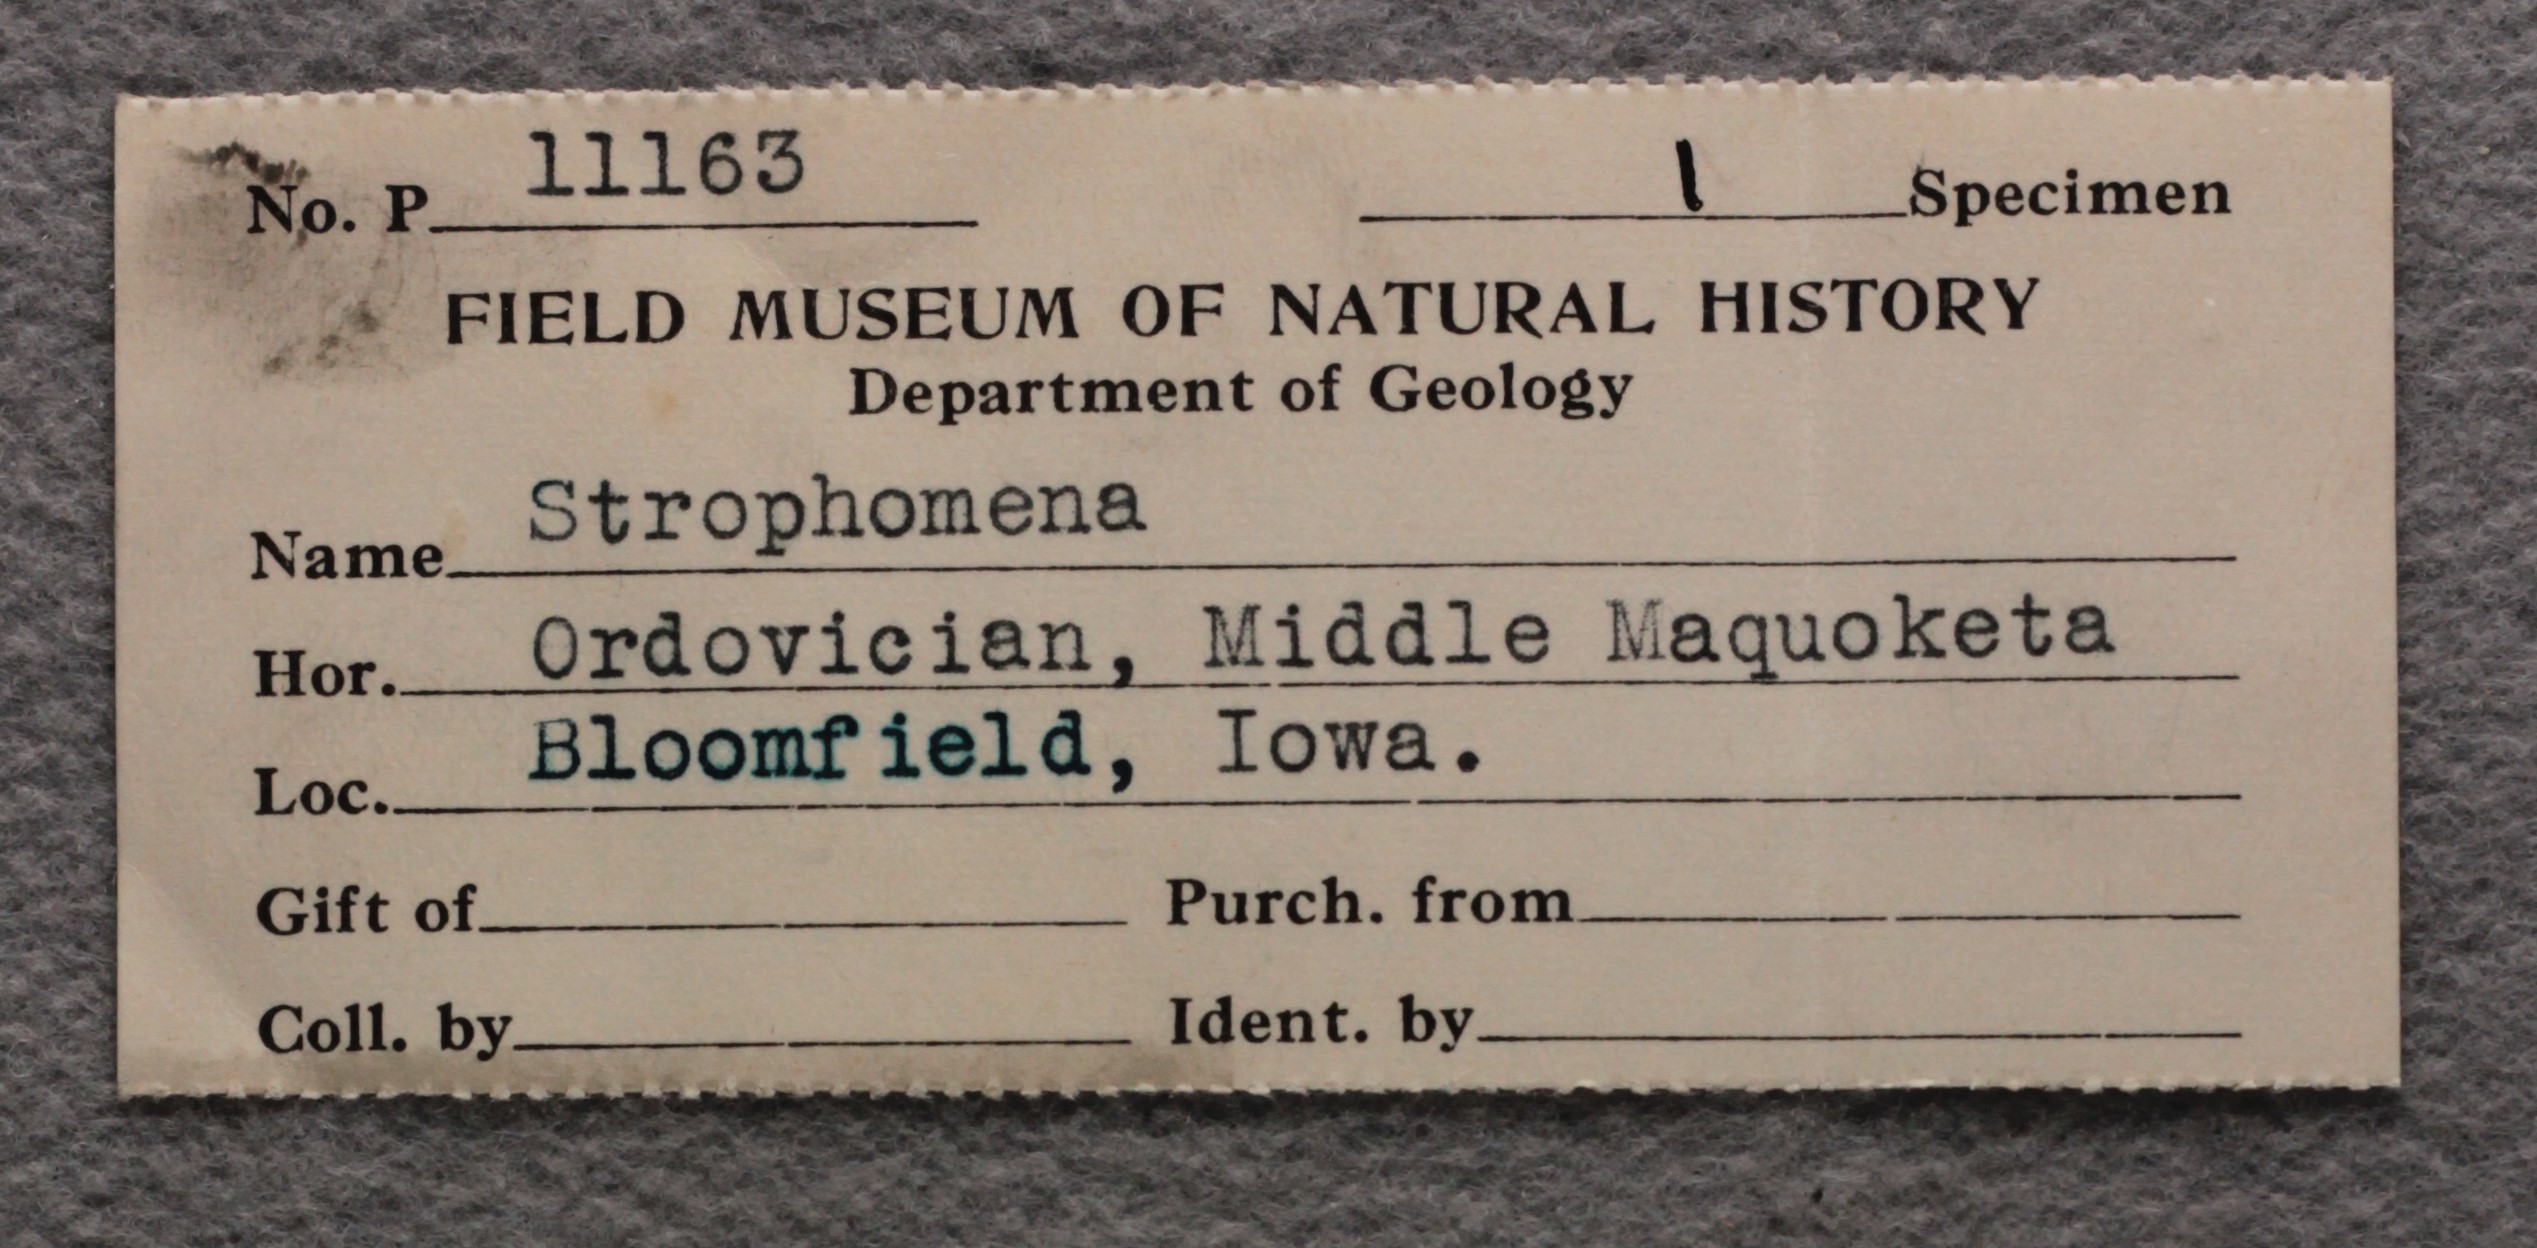 No. P 11163 1 Specimen
FIELD MUSEUM OF NATURAL HISTORY
Department of Geology
Name Strophomena
Hor. Ordovician, Middle Maquoketa
Loc. Bloomfield, Iowa.
Gift of Purch. from
Coll. by Ident. by